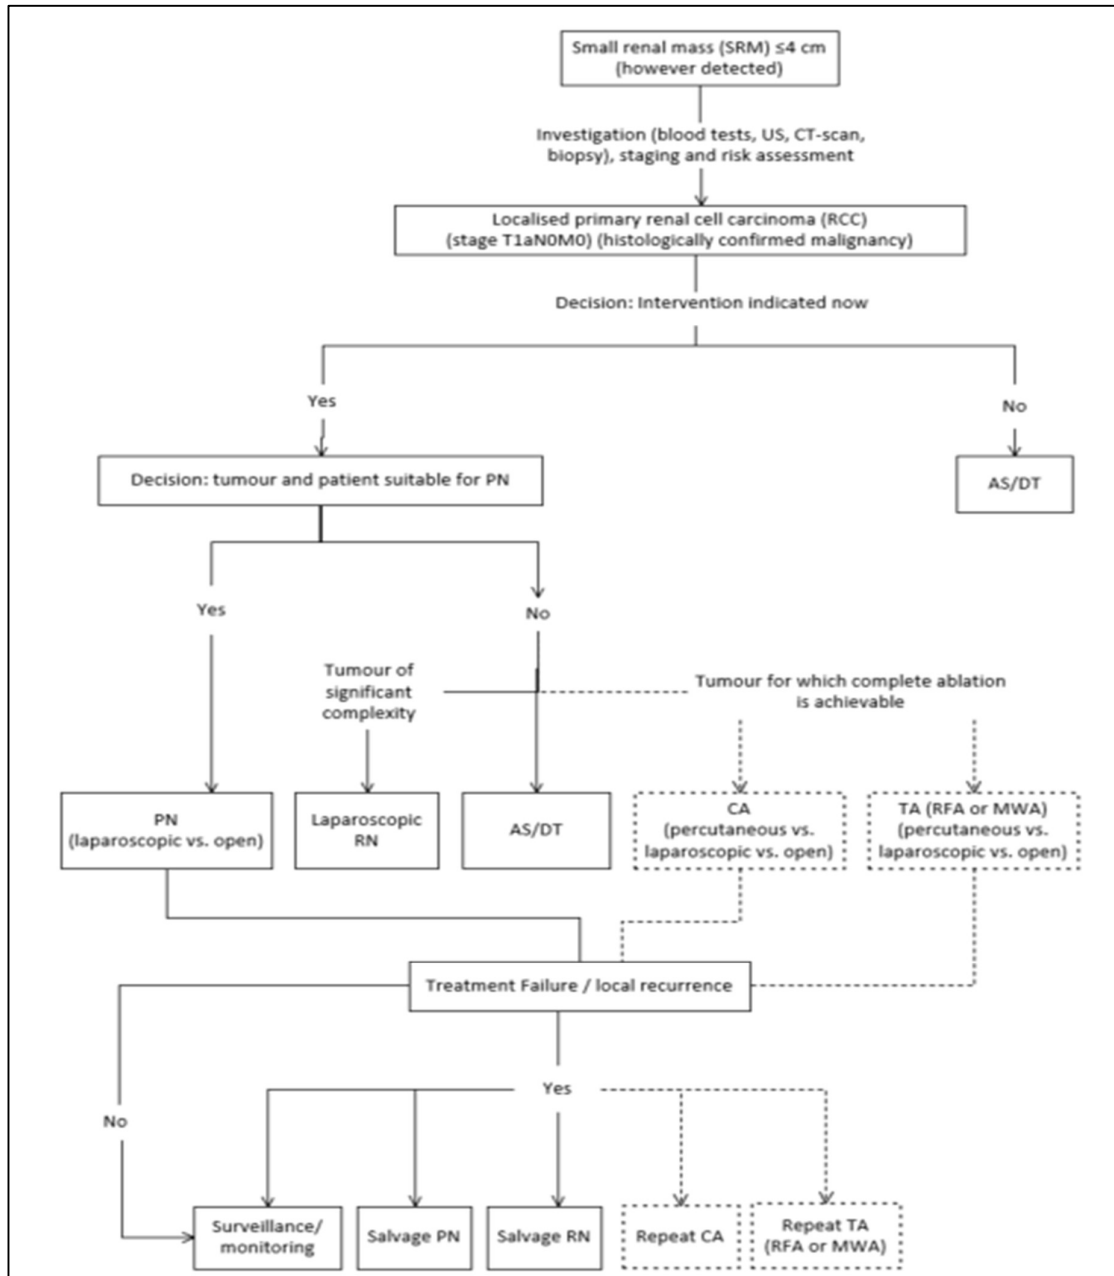 Small renal mass (SRM) ≤4 cm
(however detected)
Investigation (blood tests, US, CT-scan,
biopsy), staging and risk assessment
Localised primary renal cell carcinoma (RCC)
(stage T1aN0M0) (histologically confirmed malignancy)
Decision: Intervention indicated now
Yes
No
Decision: tumour and patient suitable for PN
AS/DT
Yes
No
Tumour of
significant
complexity
Tumour for which complete ablation
is achievable
PN
(laparoscopic vs. open)
Laparoscopic
RN
AS/DT
CA
(percutaneous vs.
laparoscopic vs. open)
TA (RFA or MWA)
(percutaneous vs.
laparoscopic vs. open)
Treatment Failure / local recurrence
Yes
No
Surveillance/
monitoring
Salvage PN
Salvage RN
Repeat CA
Repeat TA
(RFA or MWA)